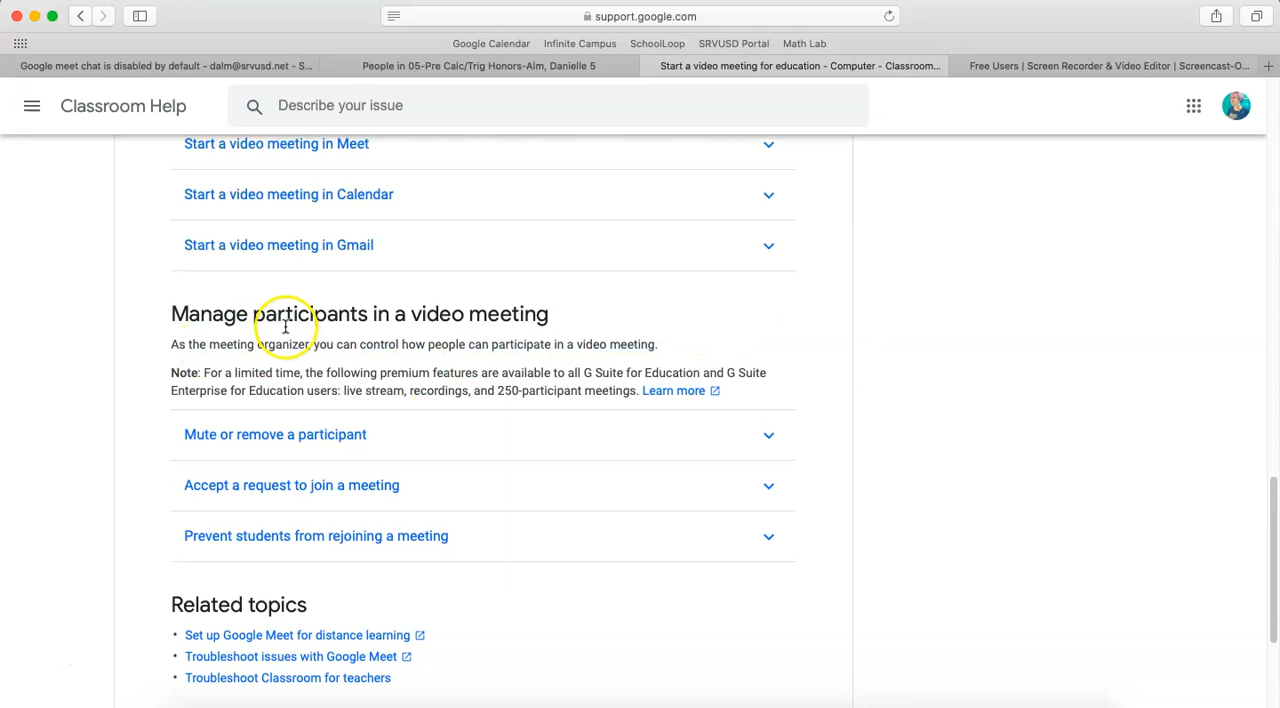 support.google.com
Google Calendar Infinite Campus SchoolLoop SRVUSD Portal Math Lab
Google meet chat is disabled by default - dalm@srvusd.net - S... People in 05-Pre Calc/Trig Honors-Alm, Danielle 5 Start a video meeting for education - Computer - Classroom... Free Users | Screen Recorder & Video Editor | Screencast-O...
Classroom Help Describe your issue
Start a video meeting in Meet
Start a video meeting in Calendar
Start a video meeting in Gmail
Manage participants in a video meeting
As the meeting organizer, you can control how people can participate in a video meeting.
Note: For a limited time, the following premium features are available to all G Suite for Education and G Suite
Enterprise for Education users: live stream, recordings, and 250-participant meetings. Learn more
Mute or remove a participant
Accept a request to join a meeting
Prevent students from rejoining a meeting
Related topics
• Set up Google Meet for distance learning
• Troubleshoot issues with Google Meet
• Troubleshoot Classroom for teachers